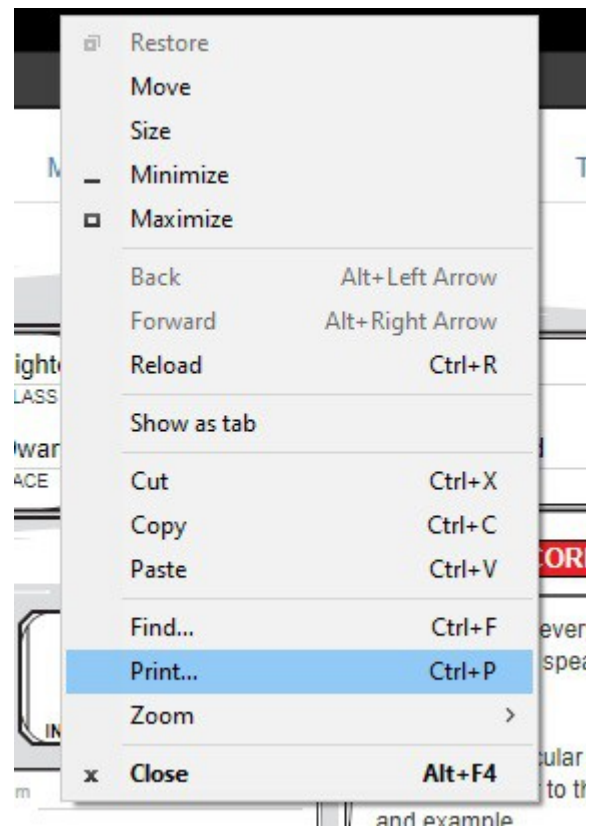 Restore
Move
Size
Minimize
Maximize
Back Alt+Left Arrow
Forward Alt+Right Arrow
Reload Ctrl+R
Show as tab
Cut Ctrl+X
Copy Ctrl+C
Paste Ctrl+V
Find... Ctrl+F
Print... Ctrl+P
Zoom
Close Alt+F4
to
and example